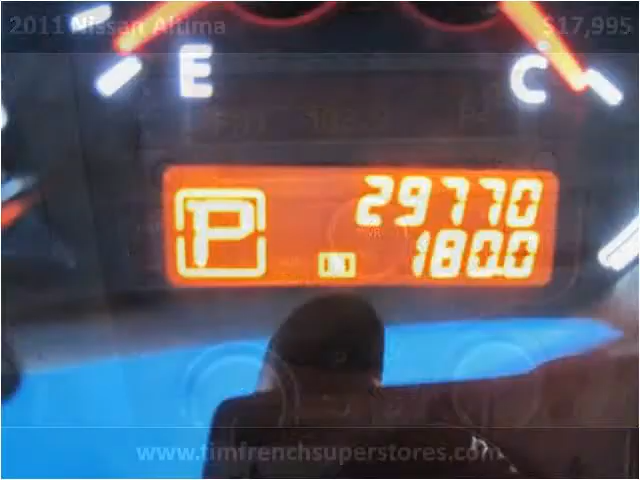 2011 Nissan Altima $17,995
E C
P 29770
180.0
www.timfrenchsuperstores.com